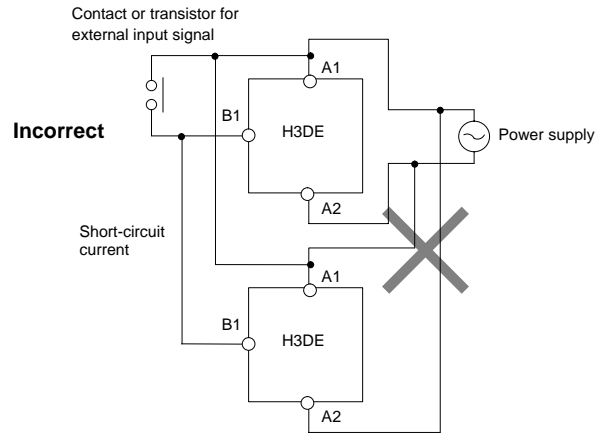 Contact or transistor for
external input signal
A1
B1
H3DE
Incorrect
Power supply
A2
Short-circuit
current
A1
B1
H3DE
A2